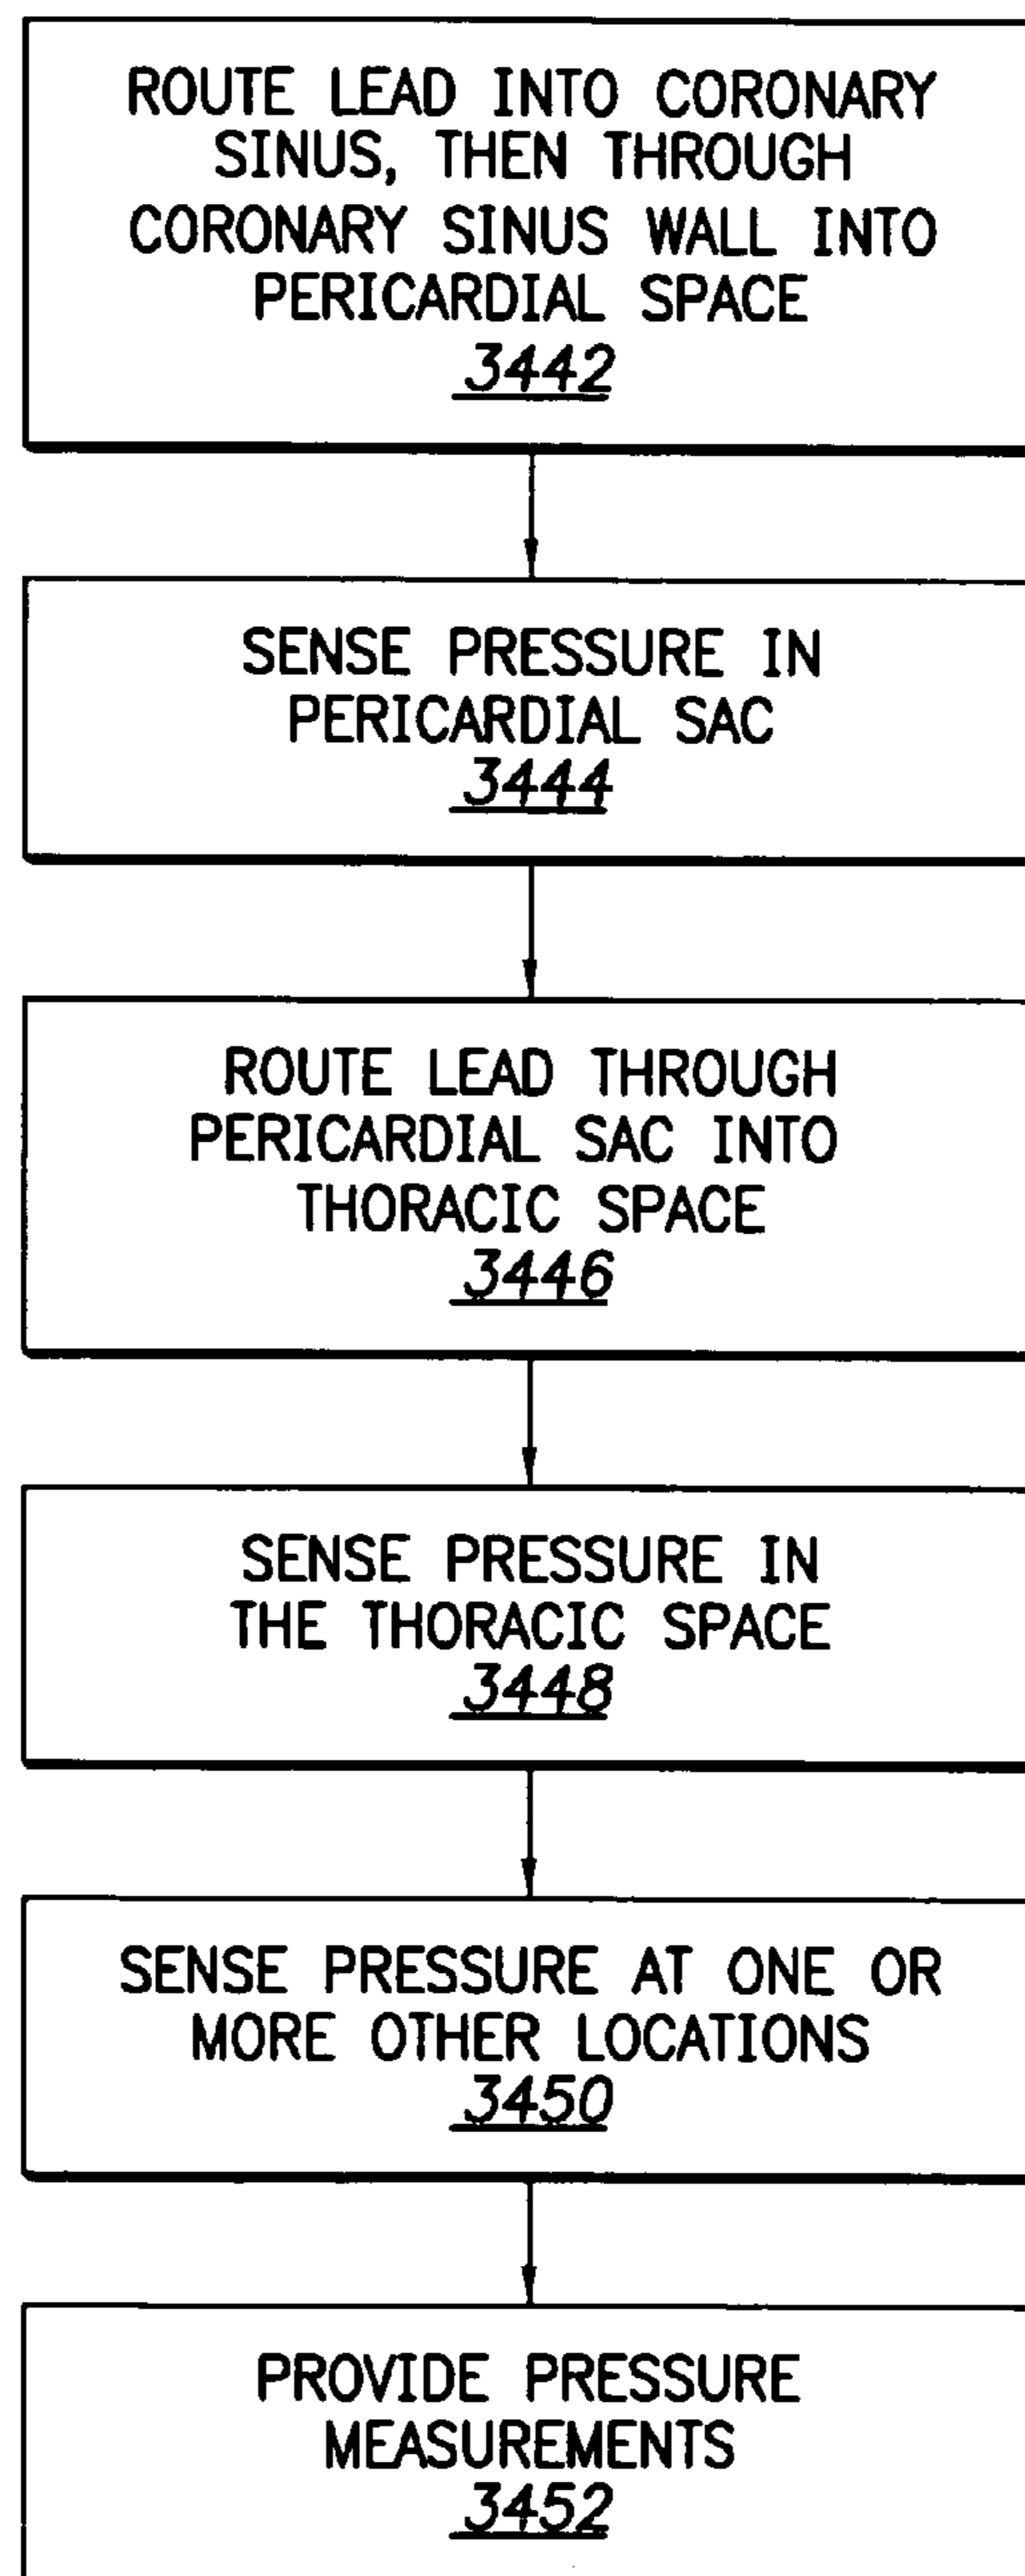 ROUTE LEAD INTO CORONARY
SINUS, THEN THROUGH
CORONARY SINUS WALL INTO
PERICARDIAL SPACE
3442
SENSE PRESSURE IN
PERICARDIAL SAC
3444
ROUTE LEAD THROUGH
PERICARDIAL SAC INTO
THORACIC SPACE
3446
SENSE PRESSURE IN
THE THORACIC SPACE
3448
SENSE PRESSURE AT ONE OR
MORE OTHER LOCATIONS
3450
PROVIDE PRESSURE
MEASUREMENTS
3452